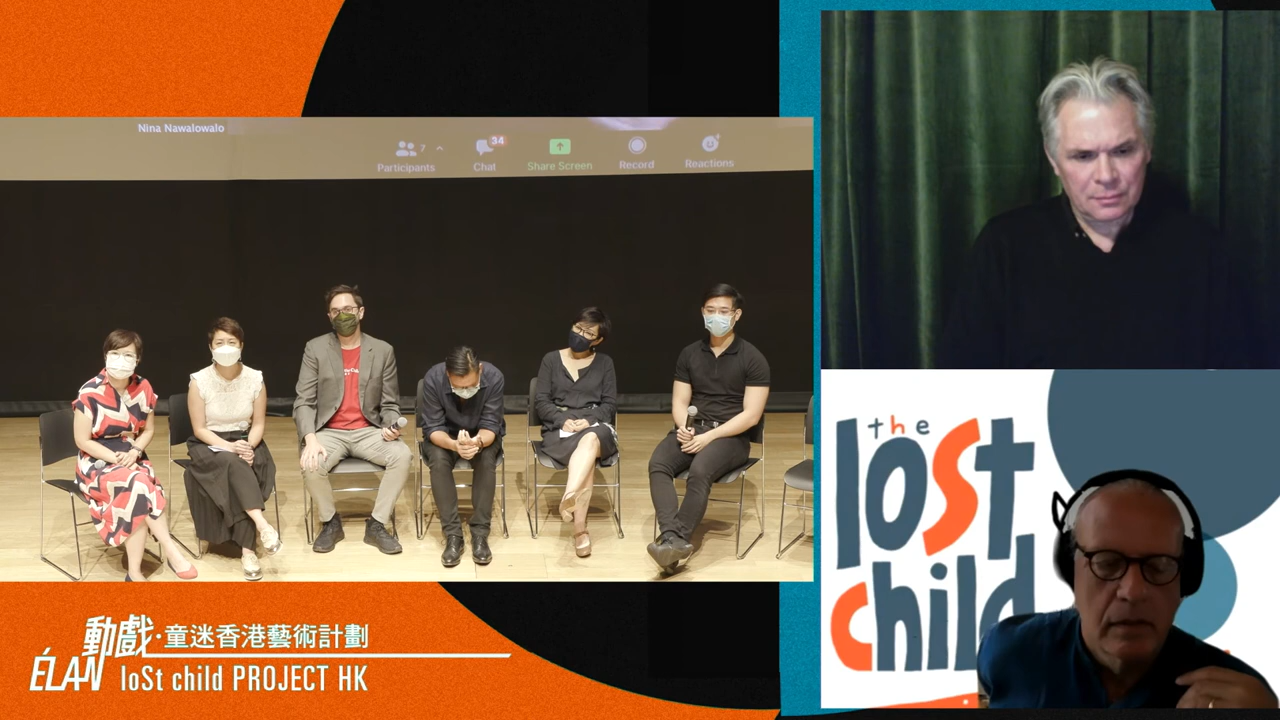 Nina Nawalowalo
7
34
Participants
Chat
Share Screen
Record
Reactions
the
loSt
child
動戲·童迷香港藝術計劃
ÉLAN
loSt child PROJECT HK